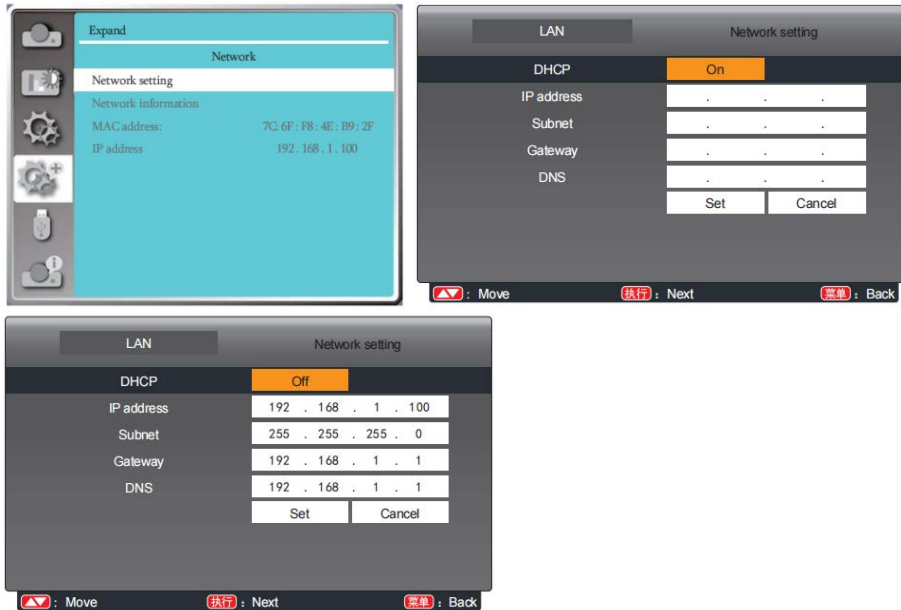 Expand
Network
Network setting
Network information
MAC address: 7C: 6F : F8 : 4E : B9 : 2F
IP address 192 . 168 . 1 . 100
LAN Network setting
DHCP On
IP address . . .
Subnet . . .
Gateway . . .
DNS . . .
Set Cancel
: Move 执行 : Next 菜单 : Back
LAN Network setting
DHCP Off
IP address 192 . 168 . 1 . 100
Subnet 255 . 255 . 255 . 0
Gateway 192 . 168 . 1 . 1
DNS 192 . 168 . 1 . 1
Set Cancel
: Move 执行 : Next 菜单 : Back